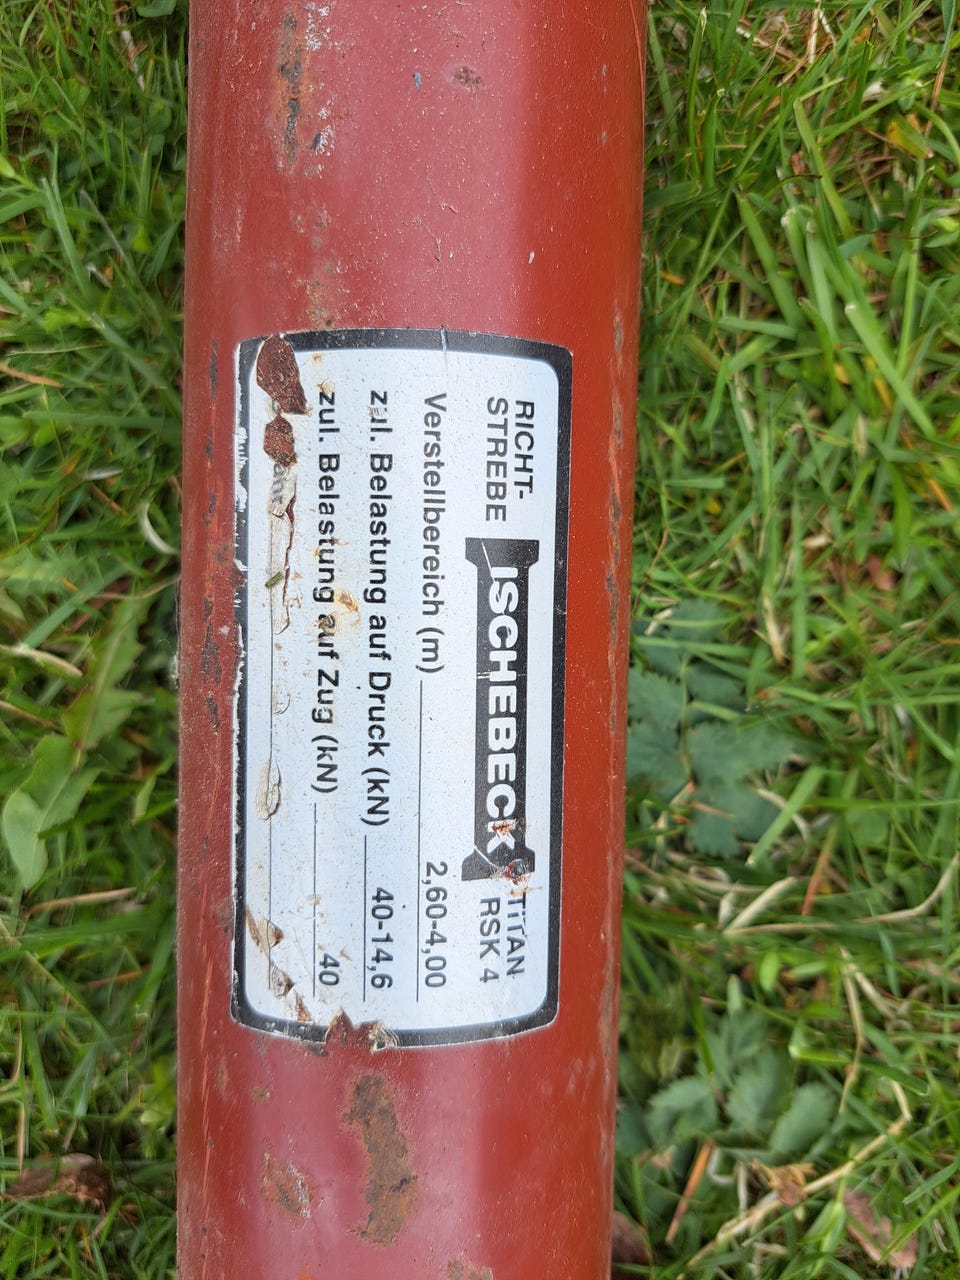 RICHT-
STREBE
ISCHEBECK
TITAN
RSK 4
Verstellbereich (m) 2,60-4,00
zul. Belastung auf Druck (kN) 40-14,6
zul. Belastung auf Zug (kN) 40